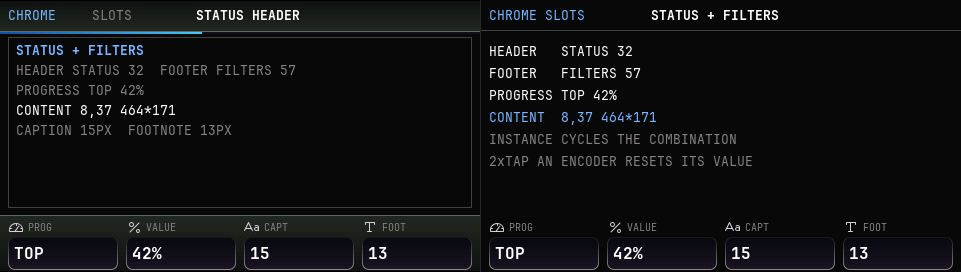 CHROME SLOTS STATUS HEADER
STATUS + FILTERS
HEADER STATUS 32 FOOTER FILTERS 57
PROGRESS TOP 42%
CONTENT 8,37 464*171
CAPTION 15PX FOOTNOTE 13PX
PROG VALUE Aa CAPT T FOOT
TOP 42% 15 13
CHROME SLOTS STATUS + FILTERS
HEADER STATUS 32
FOOTER FILTERS 57
PROGRESS TOP 42%
CONTENT 8,37 464*171
INSTANCE CYCLES THE COMBINATION
2xTAP AN ENCODER RESETS ITS VALUE
PROG VALUE Aa CAPT T FOOT
TOP 42% 15 13